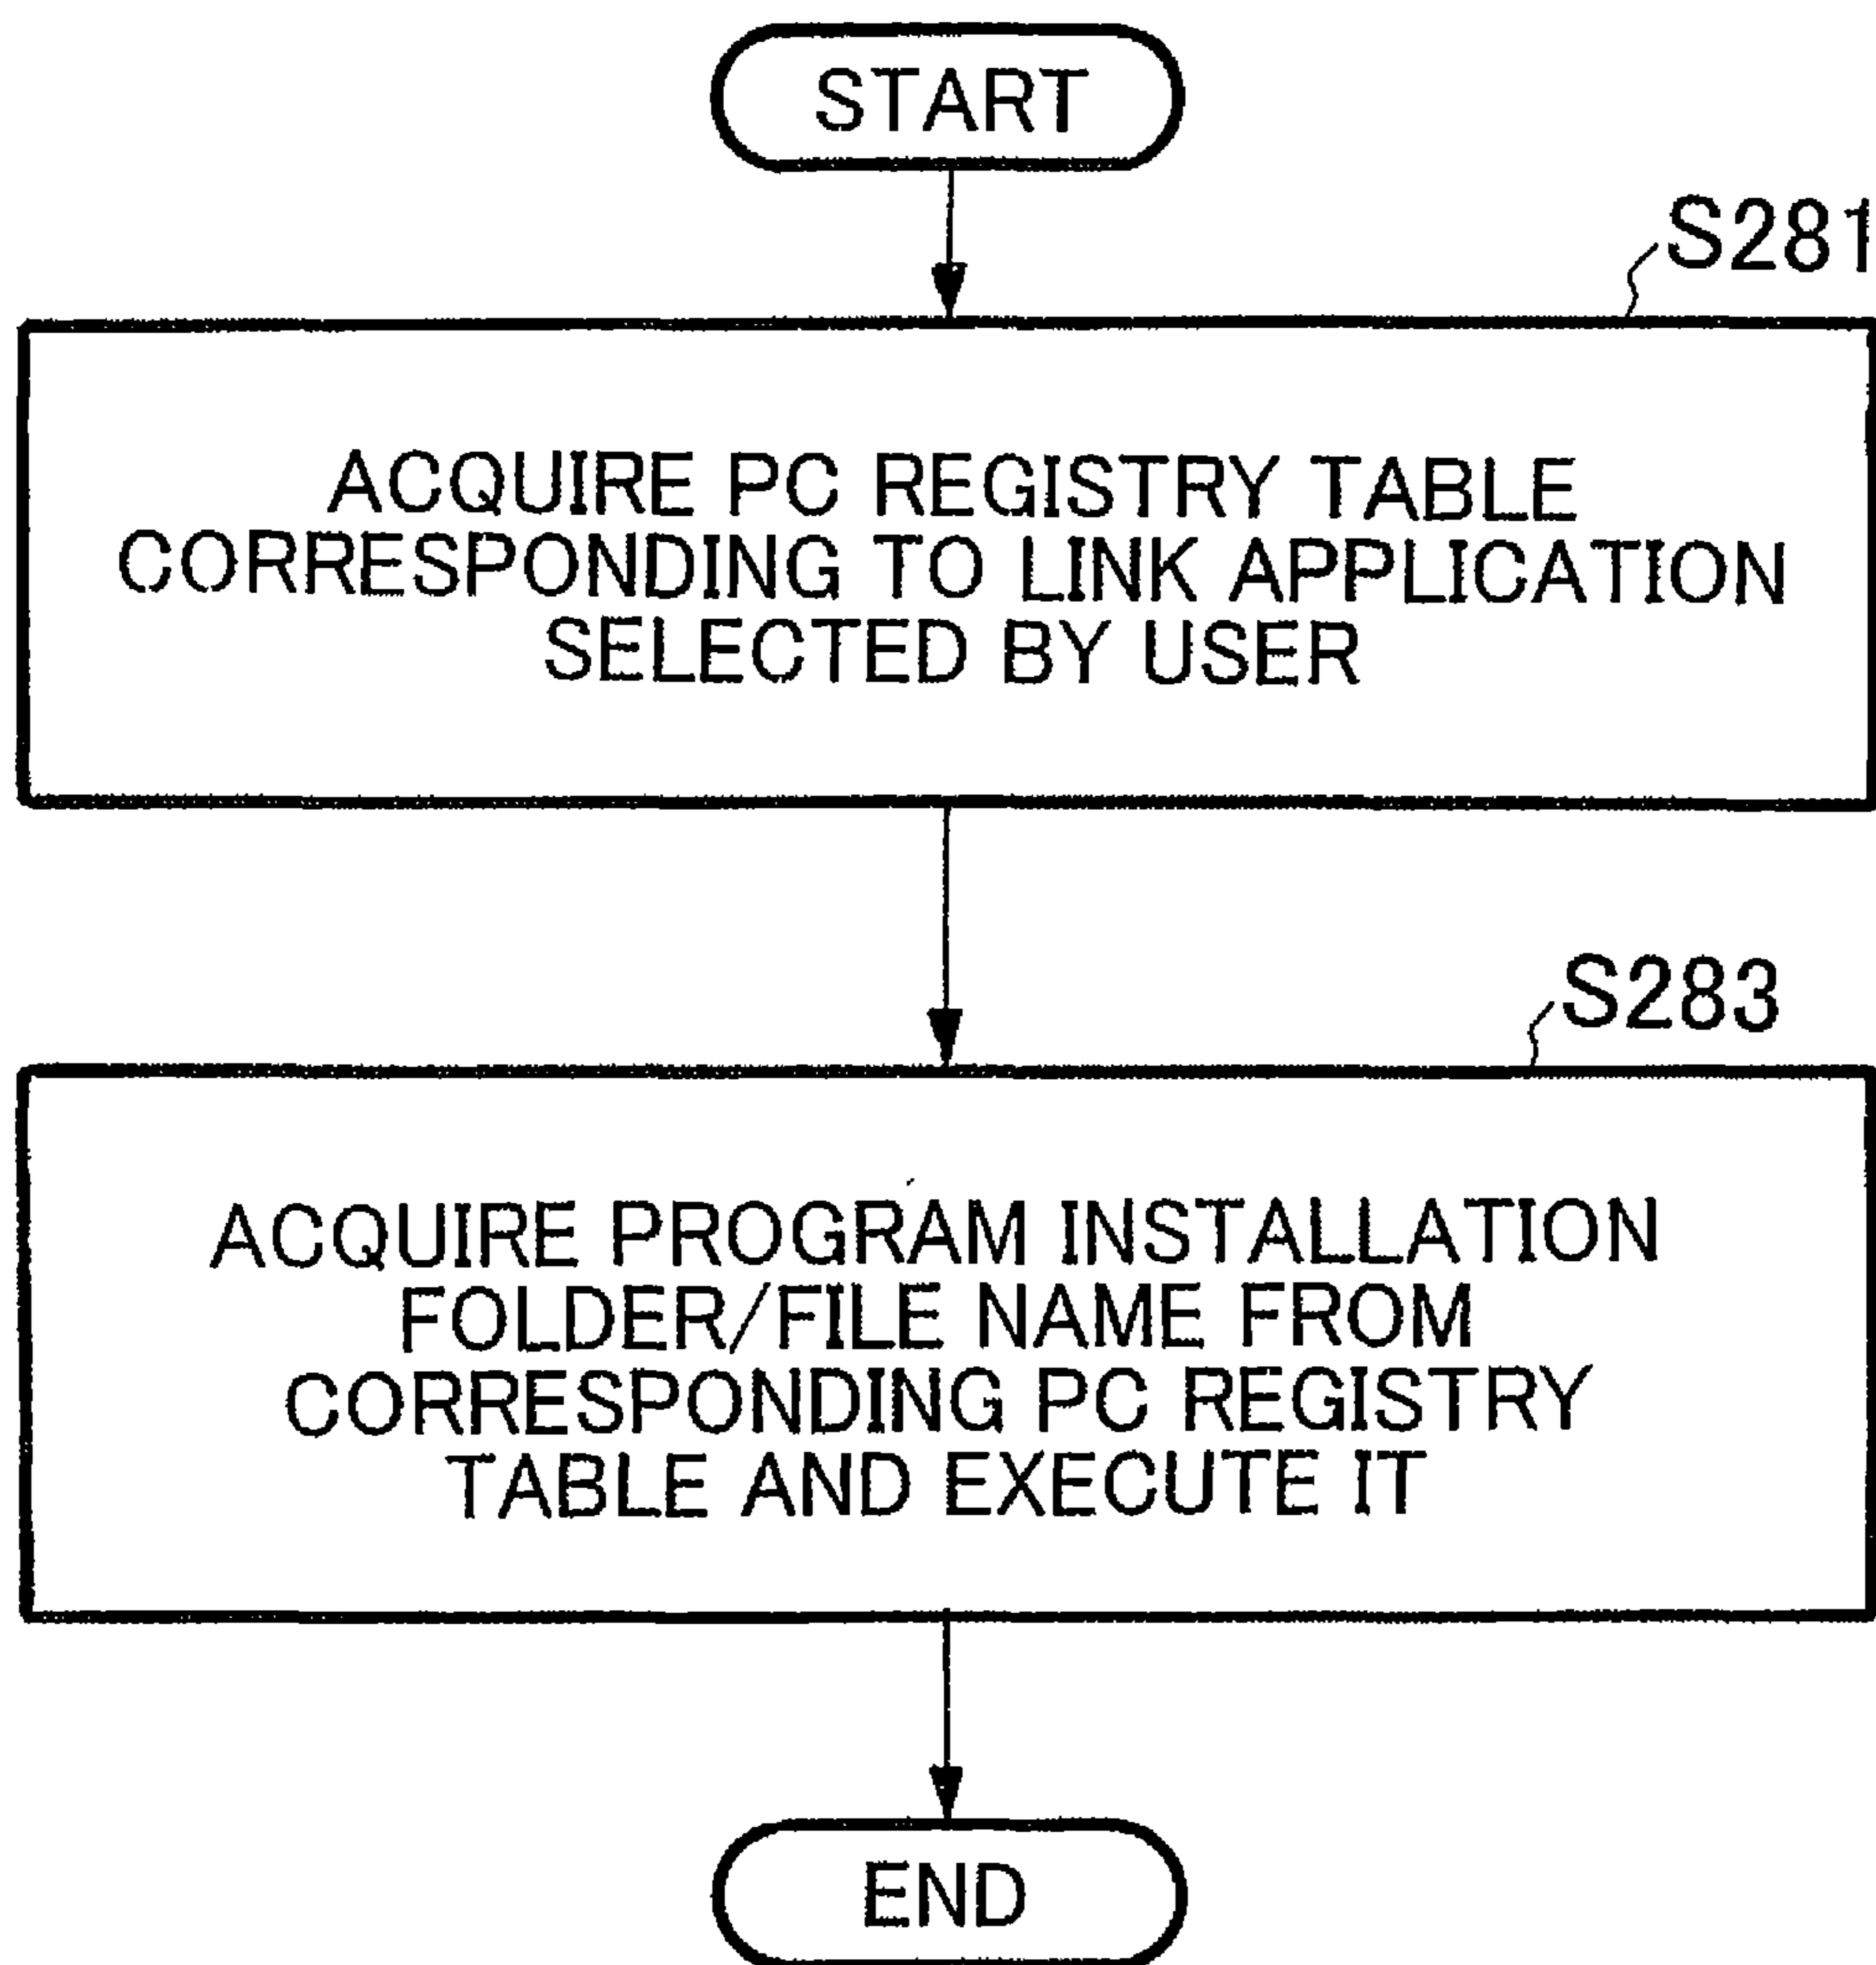 START
S281
ACQUIRE PC REGISTRY TABLE
CORRESPONDING TO LINK APPLICATION
SELECTED BY USER
S283
ACQUIRE PROGRAM INSTALLATION
FOLDER/FILE NAME FROM
CORRESPONDING PC REGISTRY
TABLE AND EXECUTE IT
END